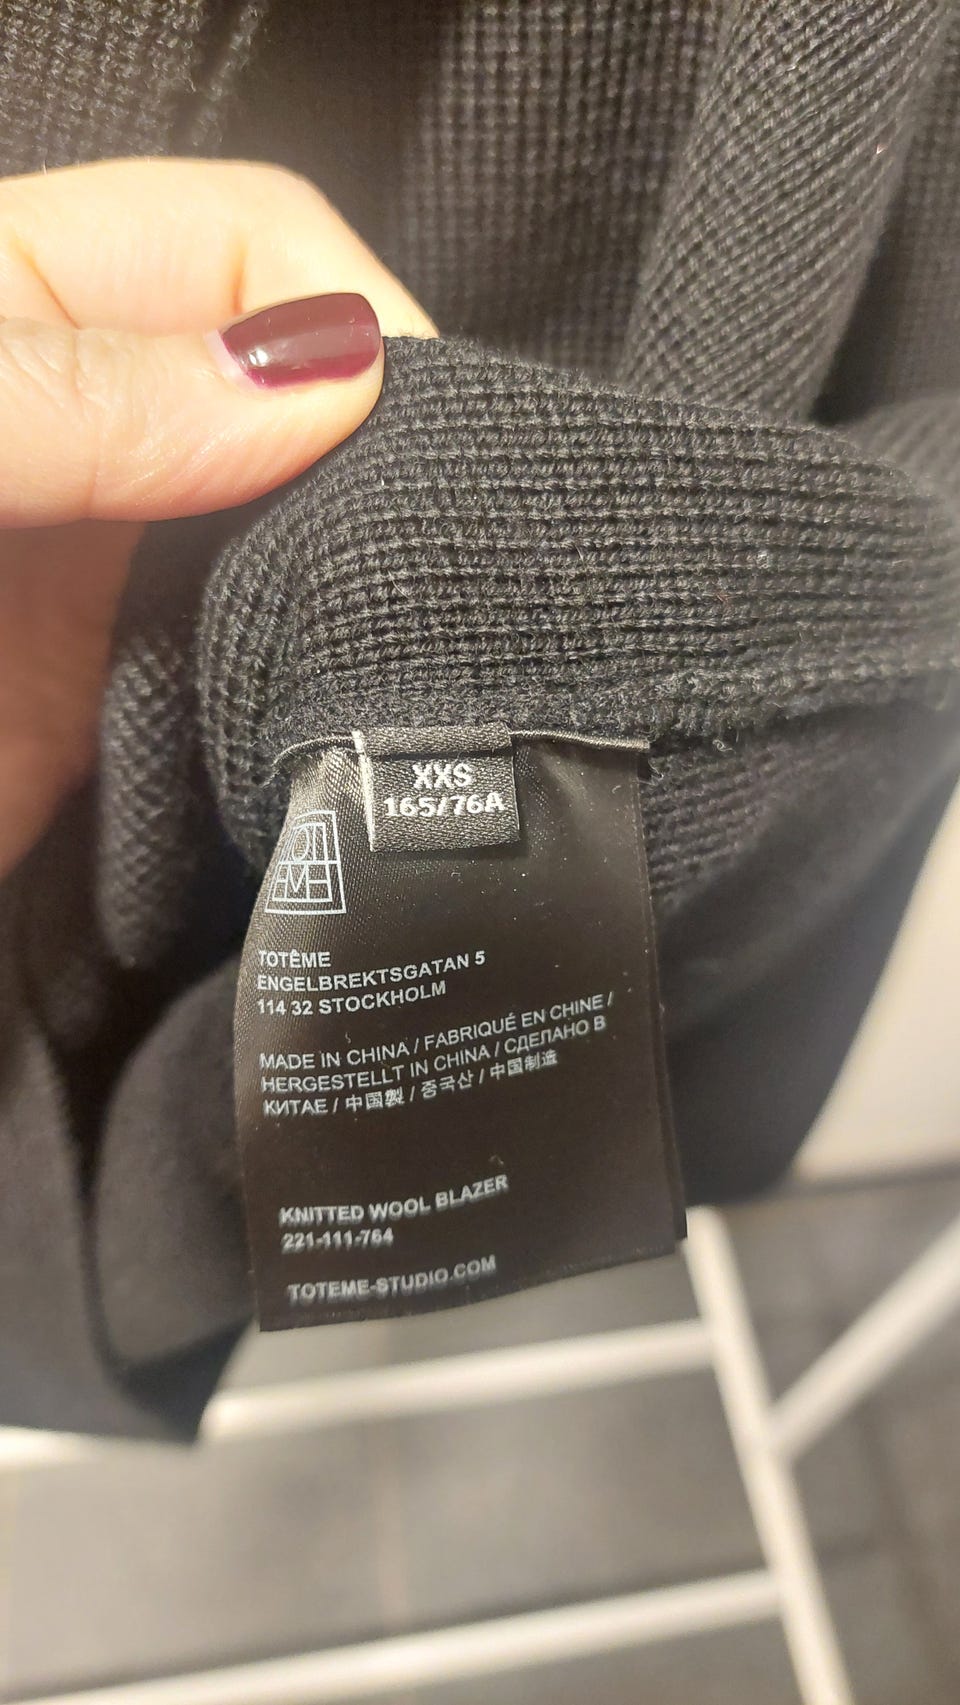 XXS
165/76A
TOTÊME
ENGELBREKTSGATAN 5
114 32 STOCKHOLM
MADE IN CHINA / FABRIQUÉ EN CHINE /
HERGESTELLT IN CHINA / СДЕЛАНО В
КИТАЕ / 中国製 / 중국산 / 中国制造
KNITTED WOOL BLAZER
221-111-764
TOTEME-STUDIO.COM